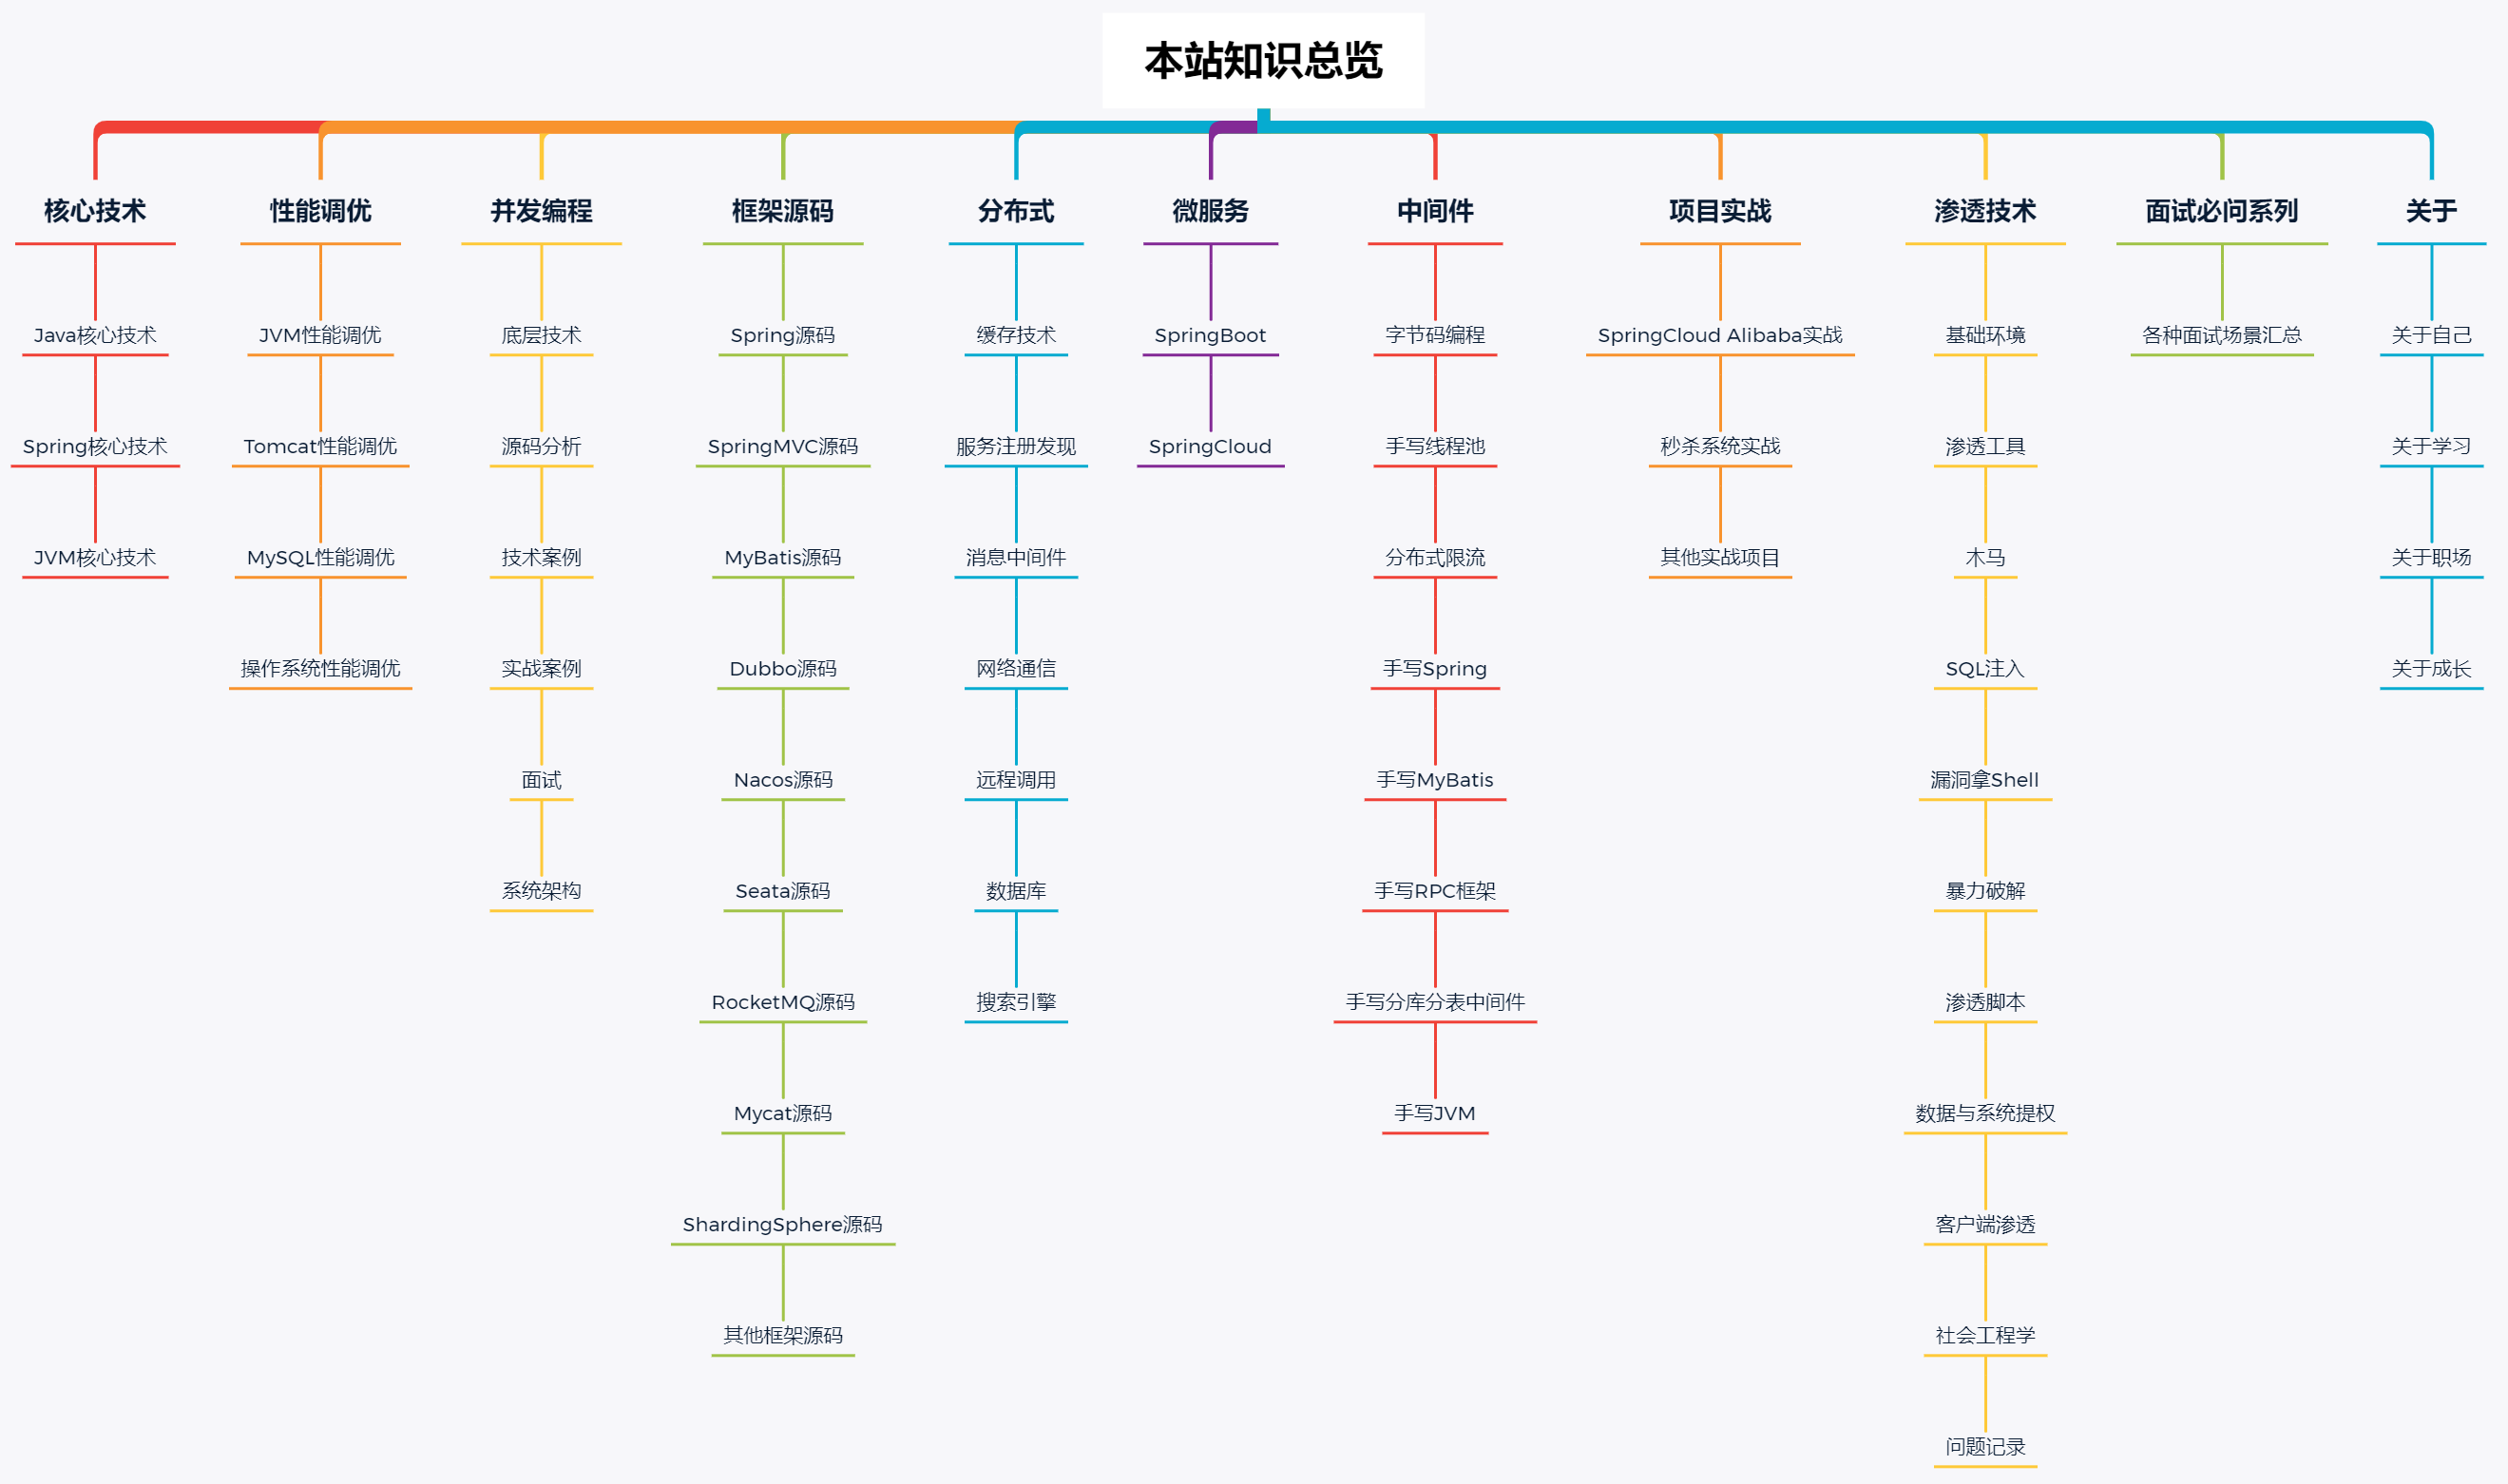 本站知识总览
核心技术
Java核心技术
Spring核心技术
JVM核心技术
性能调优
JVM性能调优
Tomcat性能调优
MySQL性能调优
操作系统性能调优
并发编程
底层技术
源码分析
技术案例
实战案例
面试
系统架构
框架源码
Spring源码
SpringMVC源码
MyBatis源码
Dubbo源码
Nacos源码
Seata源码
RocketMQ源码
Mycat源码
ShardingSphere源码
其他框架源码
分布式
缓存技术
服务注册发现
消息中间件
网络通信
远程调用
数据库
搜索引擎
微服务
SpringBoot
SpringCloud
中间件
字节码编程
手写线程池
分布式限流
手写Spring
手写MyBatis
手写RPC框架
手写分库分表中间件
手写JVM
项目实战
SpringCloud Alibaba实战
秒杀系统实战
其他实战项目
渗透技术
基础环境
渗透工具
木马
SQL注入
漏洞拿Shell
暴力破解
渗透脚本
数据与系统提权
客户端渗透
社会工程学
问题记录
面试必问系列
各种面试场景汇总
关于
关于自己
关于学习
关于职场
关于成长